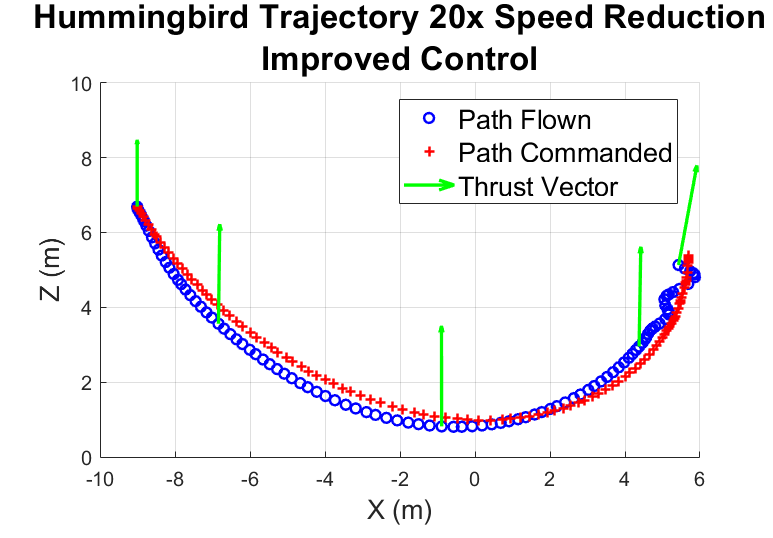 Hummingbird Trajectory 20x Speed Reduction
Improved Control
10
8
6
4
2
0
Z (m)
Path Flown
Path Commanded
Thrust Vector
-10 -8 -6 -4 -2 0 2 4 6
X (m)